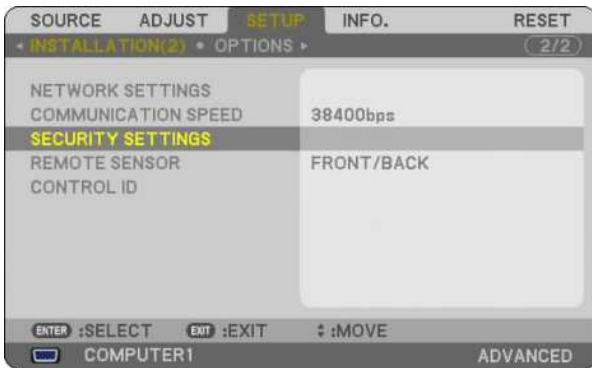 SOURCE ADJUST SETUP INFO. RESET
INSTALLATION(2) • OPTIONS 2/2
NETWORK SETTINGS
COMMUNICATION SPEED 38400bps
SECURITY SETTINGS
REMOTE SENSOR FRONT/BACK
CONTROL ID
ENTER :SELECT EXIT :EXIT :MOVE
COMPUTER1 ADVANCED